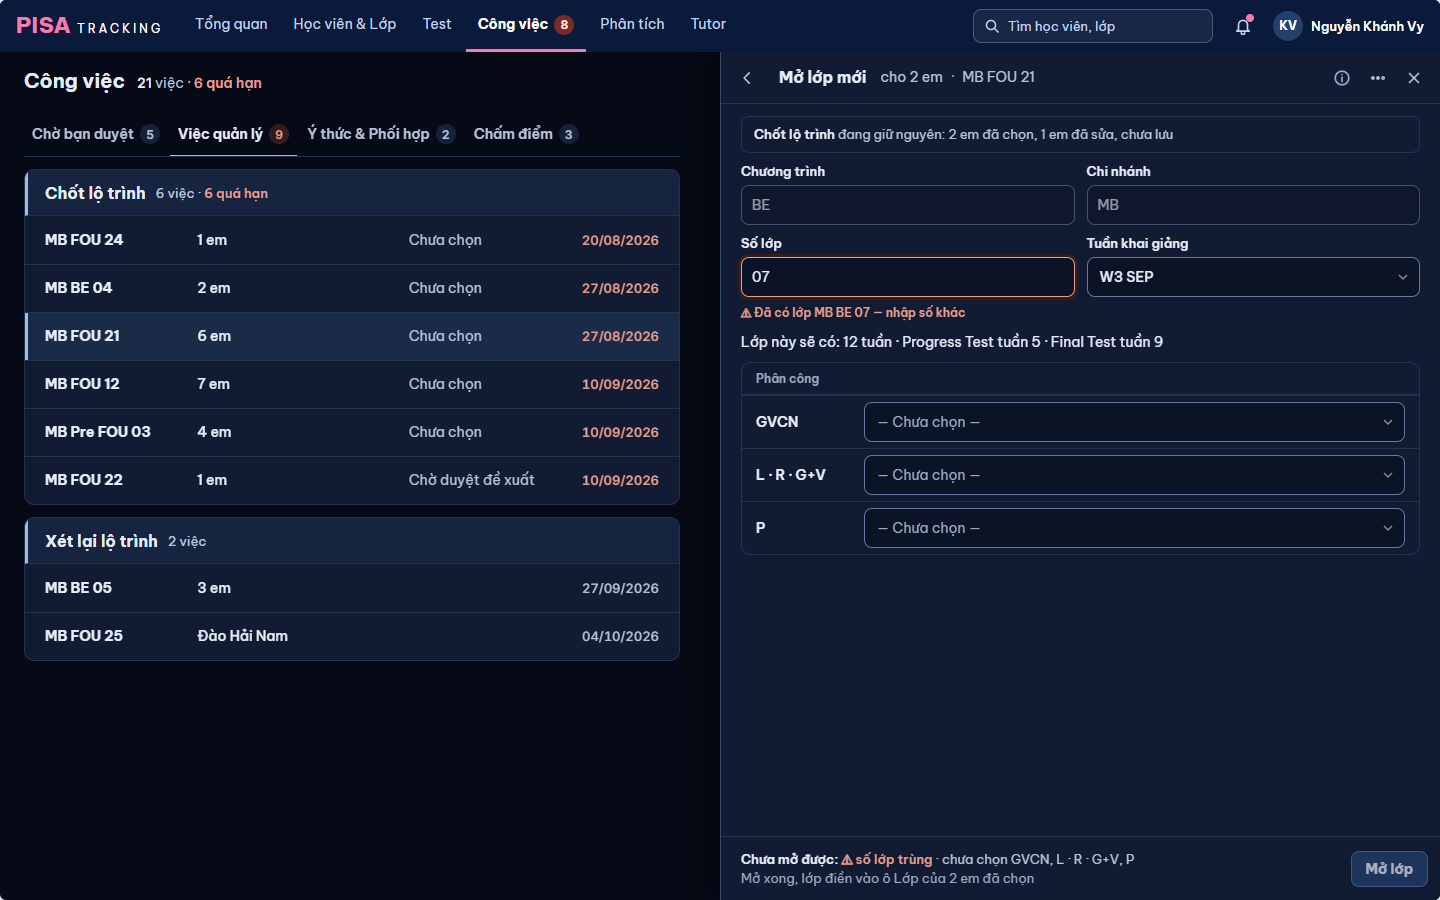 PISA TRACKING
Tổng quan
Học viên & Lớp
Test
Công việc 8
Phân tích
Tutor
Tìm học viên, lớp
KV
Nguyễn Khánh Vy
Công việc 21 việc · 6 quá hạn
Chờ bạn duyệt 5
Việc quản lý 9
Ý thức & Phối hợp 2
Chấm điểm 3
Chốt lộ trình 6 việc · 6 quá hạn
MB FOU 24 1 em Chưa chọn 20/08/2026
MB BE 04 2 em Chưa chọn 27/08/2026
MB FOU 21 6 em Chưa chọn 27/08/2026
MB FOU 12 7 em Chưa chọn 10/09/2026
MB Pre FOU 03 4 em Chưa chọn 10/09/2026
MB FOU 22 1 em Chờ duyệt đề xuất 10/09/2026
Xét lại lộ trình 2 việc
MB BE 05 3 em 27/09/2026
MB FOU 25 Đào Hải Nam 04/10/2026
Mở lớp mới cho 2 em · MB FOU 21
Chốt lộ trình đang giữ nguyên: 2 em đã chọn, 1 em đã sửa, chưa lưu
Chương trình
BE
Chi nhánh
MB
Số lớp
07
Tuần khai giảng
W3 SEP
⚠ Đã có lớp MB BE 07 — nhập số khác
Lớp này sẽ có: 12 tuần · Progress Test tuần 5 · Final Test tuần 9
Phân công
GVCN — Chưa chọn —
L · R · G+V — Chưa chọn —
P — Chưa chọn —
Chưa mở được: ⚠ số lớp trùng · chưa chọn GVCN, L · R · G+V, P
Mở xong, lớp điền vào ô Lớp của 2 em đã chọn
Mở lớp